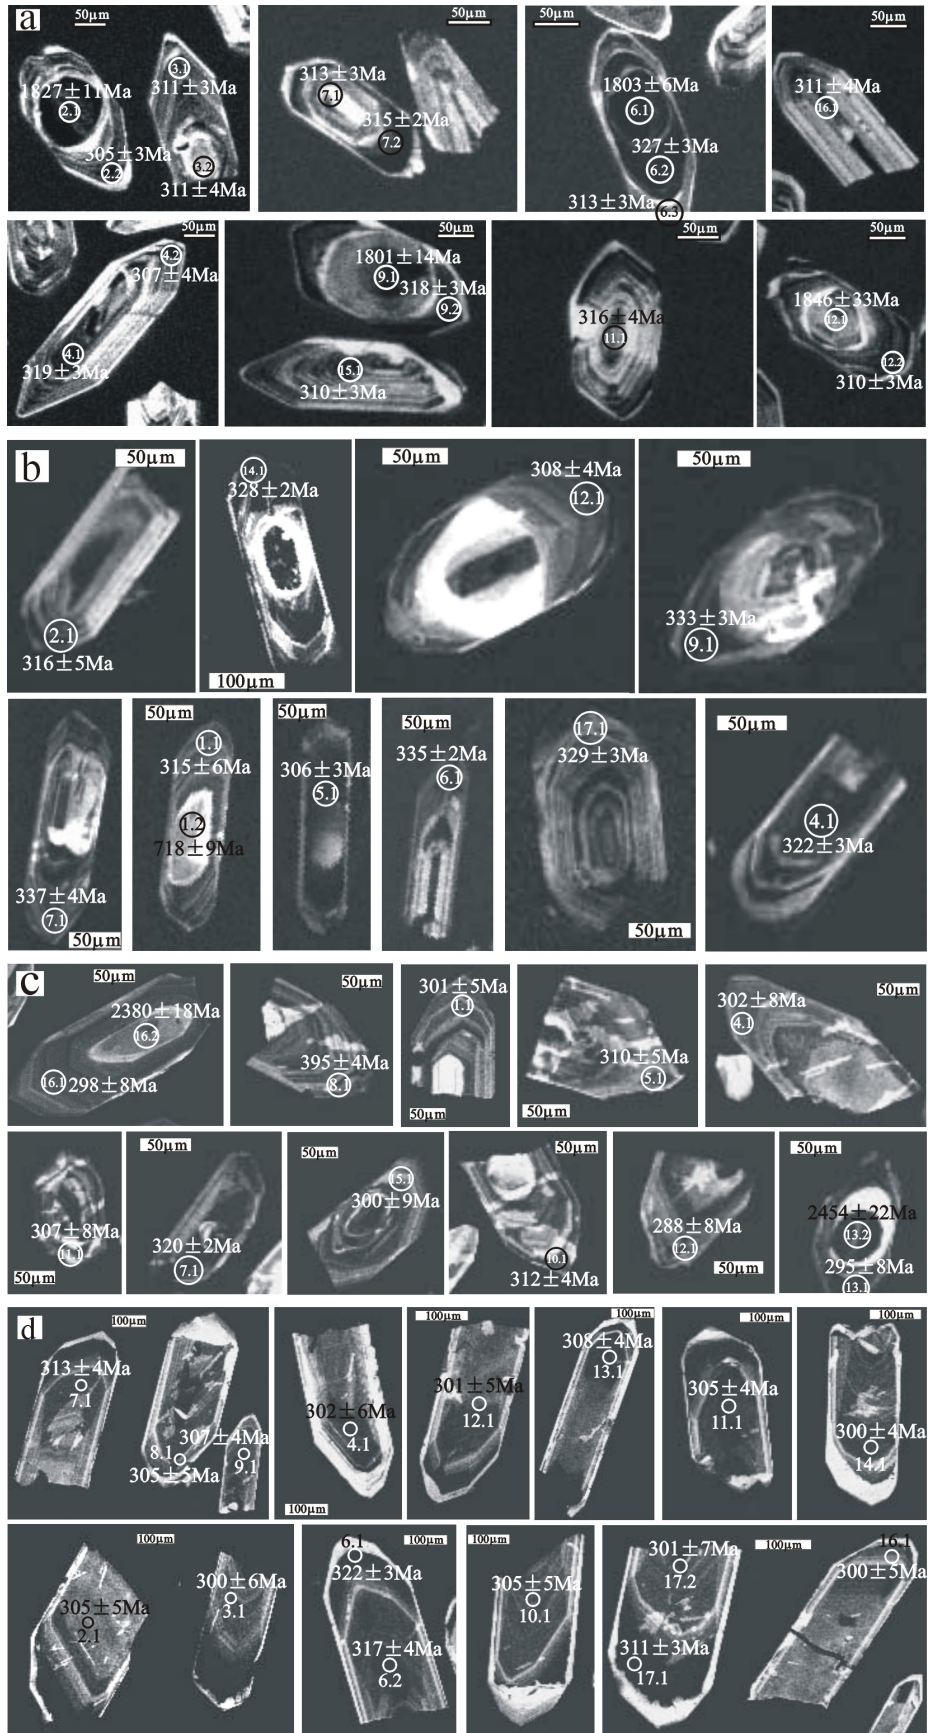 a
50μm
1827±11Ma
2.1
305±3Ma
2.2
3.1
311±3Ma
3.2
311±4Ma
50μm
313±3Ma
7.1
315±2Ma
7.2
50μm
1803±6Ma
6.1
327±3Ma
6.2
313±3Ma
6.3
50μm
311±4Ma
16.1
50μm
4.2
307±4Ma
4.1
319±3Ma
50μm
1801±14Ma
9.1
318±3Ma
9.2
15.1
310±3Ma
50μm
316±4Ma
11.1
50μm
1846±33Ma
12.1
12.2
310±3Ma
b
50μm
2.1
316±5Ma
14.1
328±2Ma
100μm
50μm
308±4Ma
12.1
50μm
333±3Ma
9.1
337±4Ma
7.1
50μm
50μm
1.1
315±6Ma
1.2
718±9Ma
50μm
306±3Ma
5.1
50μm
335±2Ma
6.1
17.1
329±3Ma
50μm
50μm
4.1
322±3Ma
c
50μm
2380±18Ma
16.2
16.1
298±8Ma
50μm
395±4Ma
8.1
301±5Ma
1.1
50μm
310±5Ma
5.1
50μm
302±8Ma
4.1
50μm
307±8Ma
11.1
50μm
50μm
320±2Ma
7.1
50μm
15.1
300±9Ma
50μm
10.1
312±4Ma
288±8Ma
12.1
50μm
50μm
2454±22Ma
13.2
295±8Ma
13.1
d
100μm
313±4Ma
7.1
307±4Ma
8.1
305±5Ma
9.1
302±6Ma
4.1
100μm
100μm
301±5Ma
12.1
100μm
308±4Ma
13.1
100μm
305±4Ma
11.1
100μm
300±4Ma
14.1
100μm
305±5Ma
2.1
300±6Ma
3.1
6.1
100μm
322±3Ma
317±4Ma
6.2
100μm
305±5Ma
10.1
301±7Ma
17.2
311±3Ma
17.1
100μm
16.1
300±5Ma